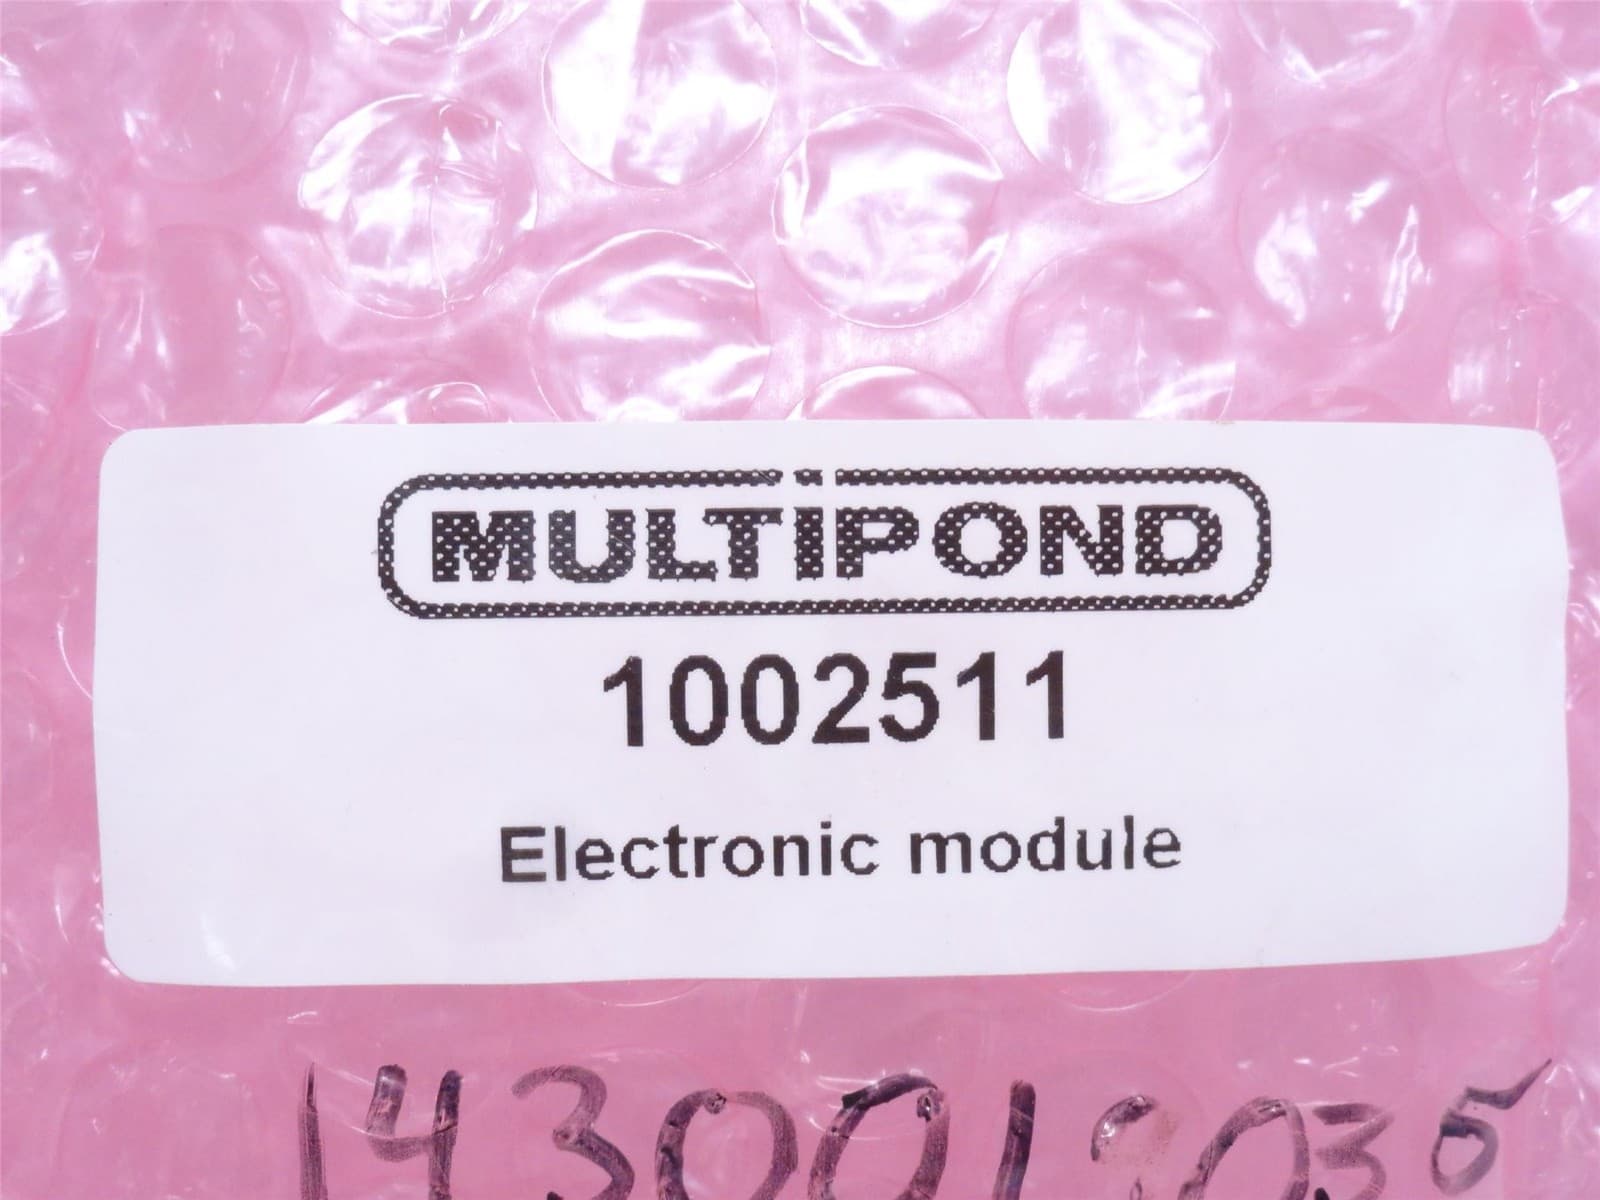 MULTIPOND
1002511
Electronic module